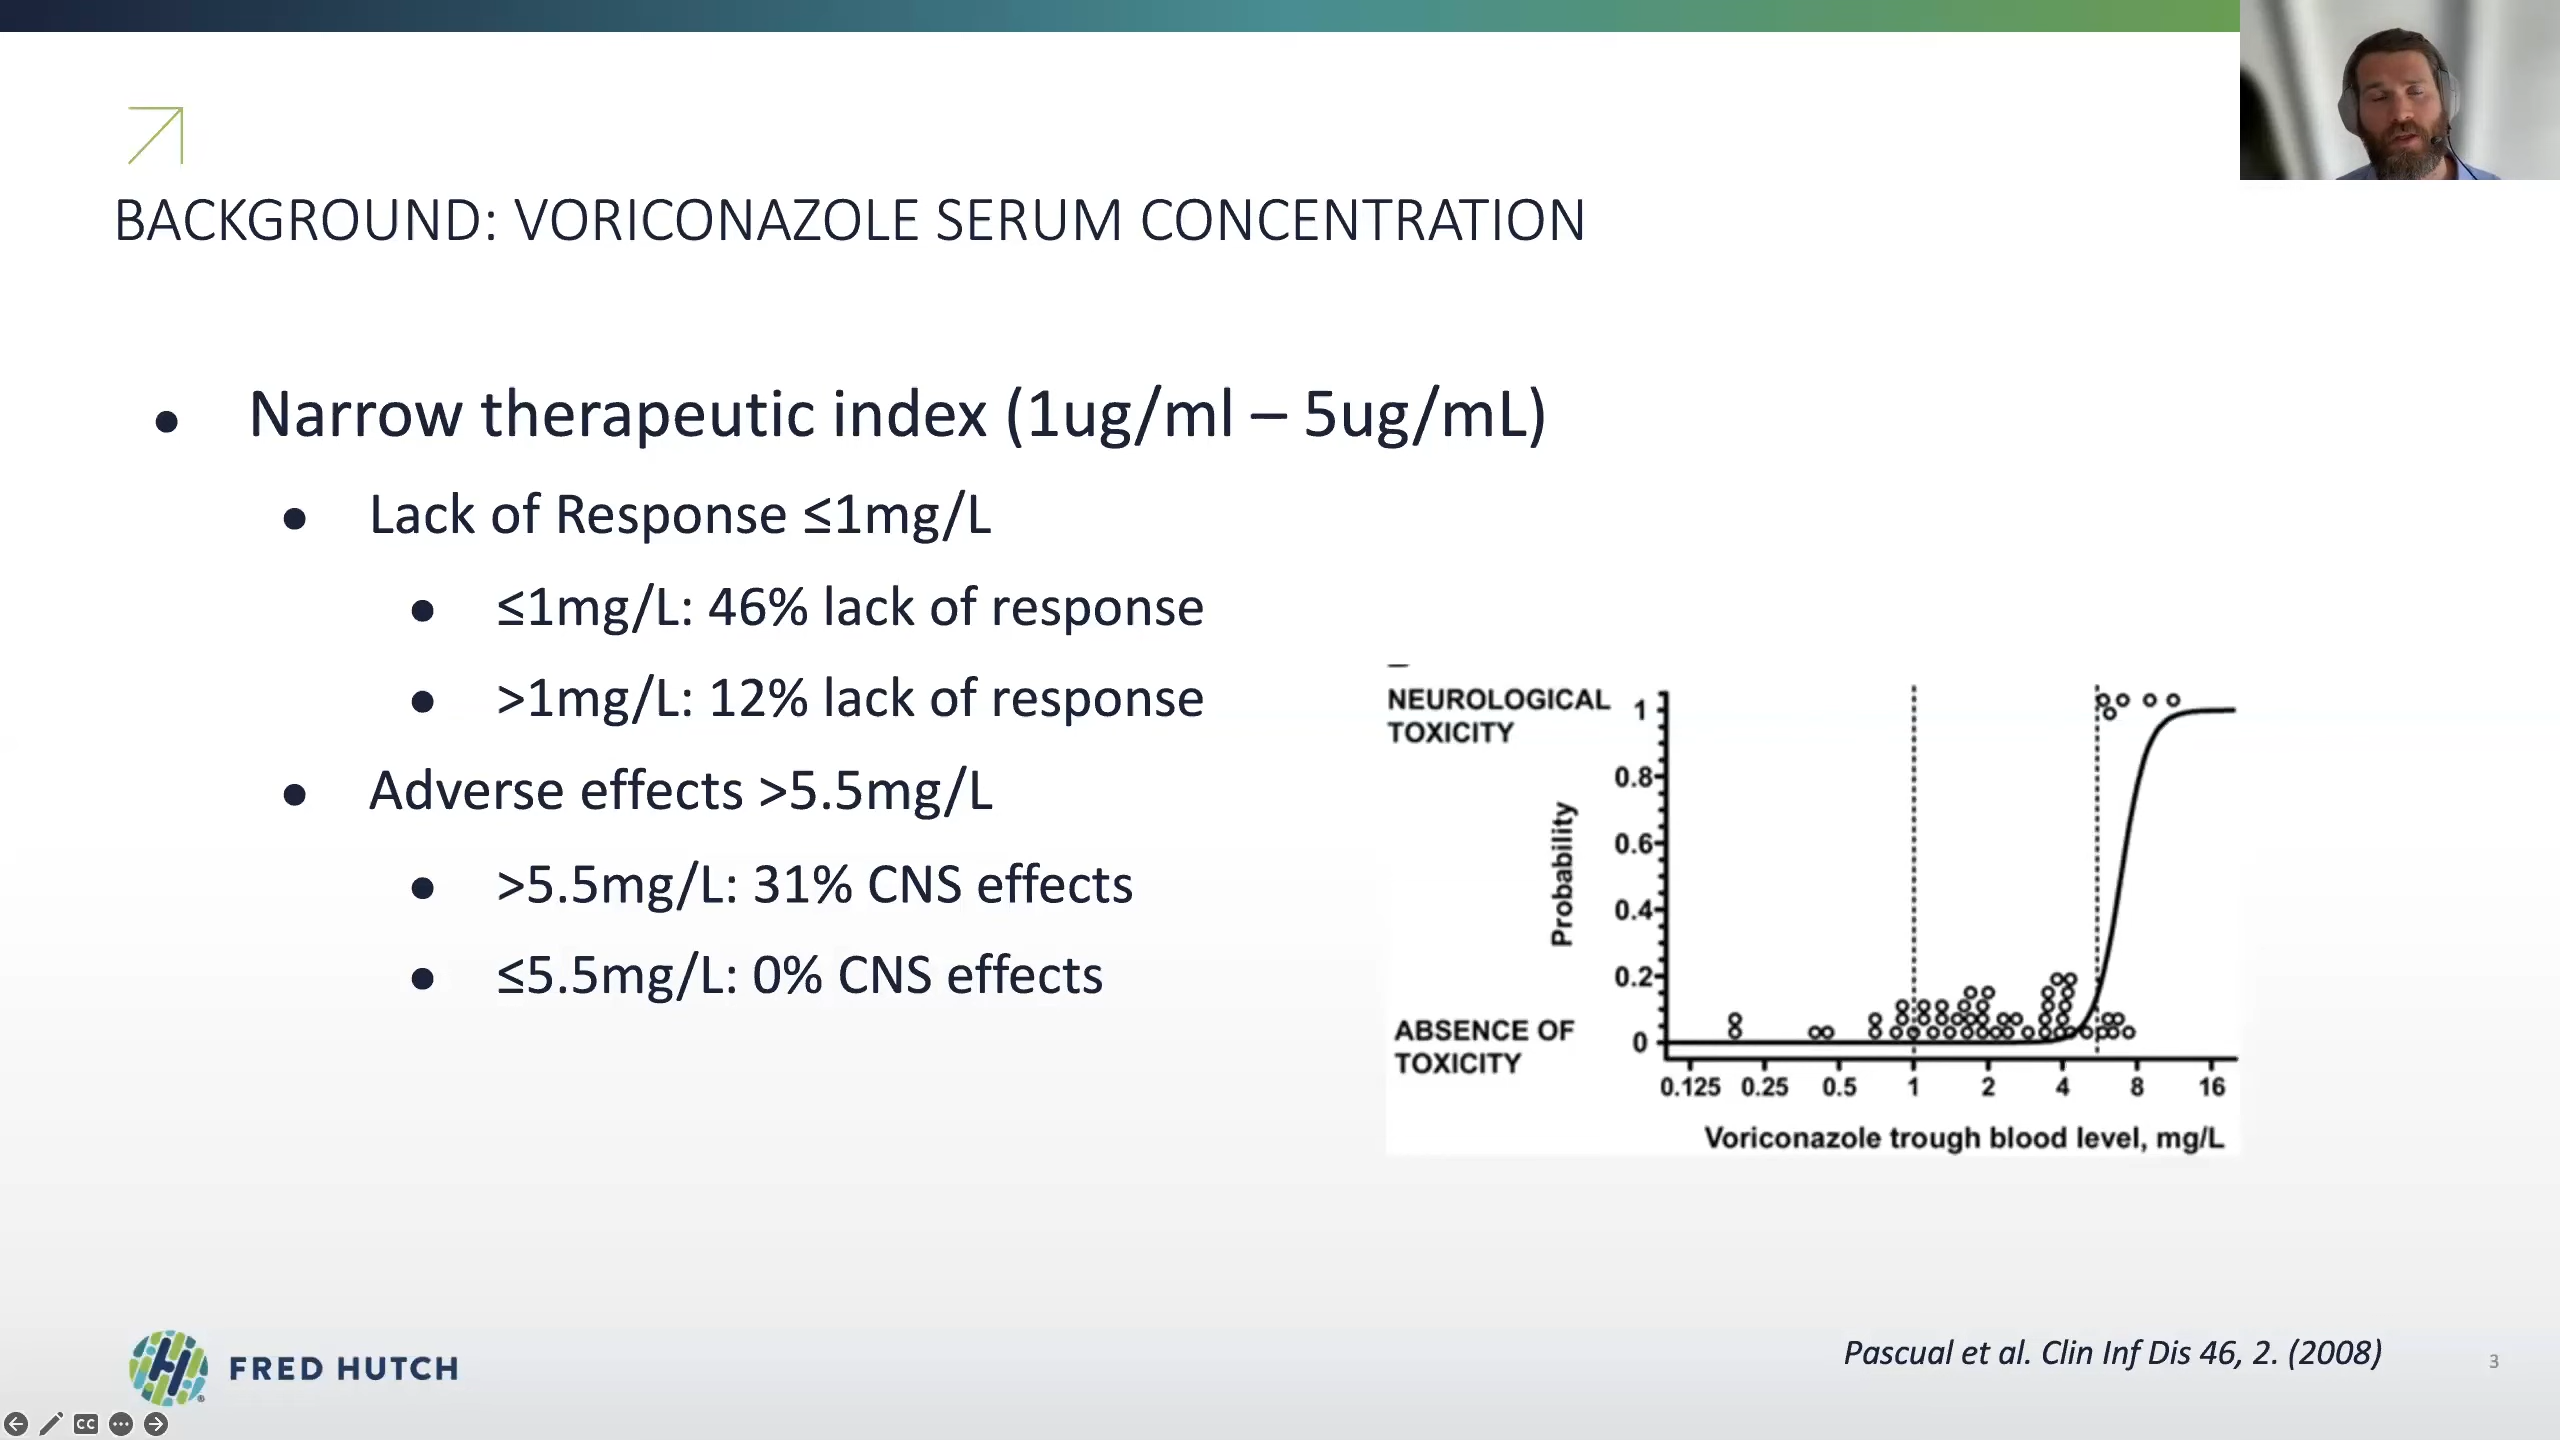 BACKGROUND: VORICONAZOLE SERUM CONCENTRATION
● Narrow therapeutic index (1ug/ml – 5ug/mL)
● Lack of Response ≤1mg/L
● ≤1mg/L: 46% lack of response
● >1mg/L: 12% lack of response
● Adverse effects >5.5mg/L
● >5.5mg/L: 31% CNS effects
● ≤5.5mg/L: 0% CNS effects
NEUROLOGICAL
TOXICITY
1
0.8
0.6
0.4
0.2
0
Probability
ABSENCE OF
TOXICITY
0.125 0.25 0.5 1 2 4 8 16
Voriconazole trough blood level, mg/L
FRED HUTCH
Pascual et al. Clin Inf Dis 46, 2. (2008)
3
CC